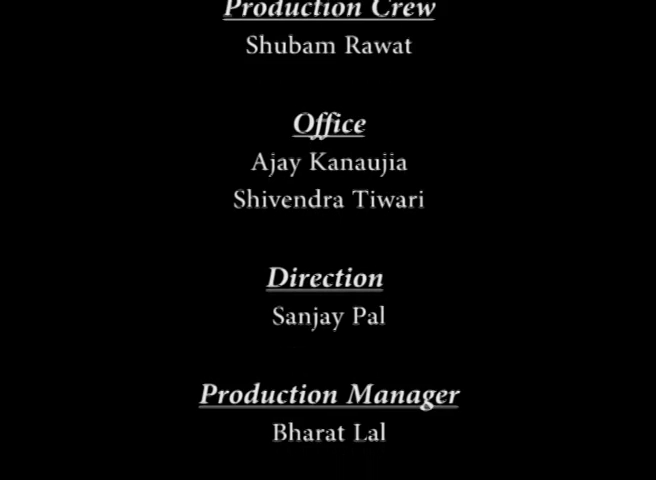 Production Crew
Shubam Rawat
Office
Ajay Kanaujia
Shivendra Tiwari
Direction
Sanjay Pal
Production Manager
Bharat Lal